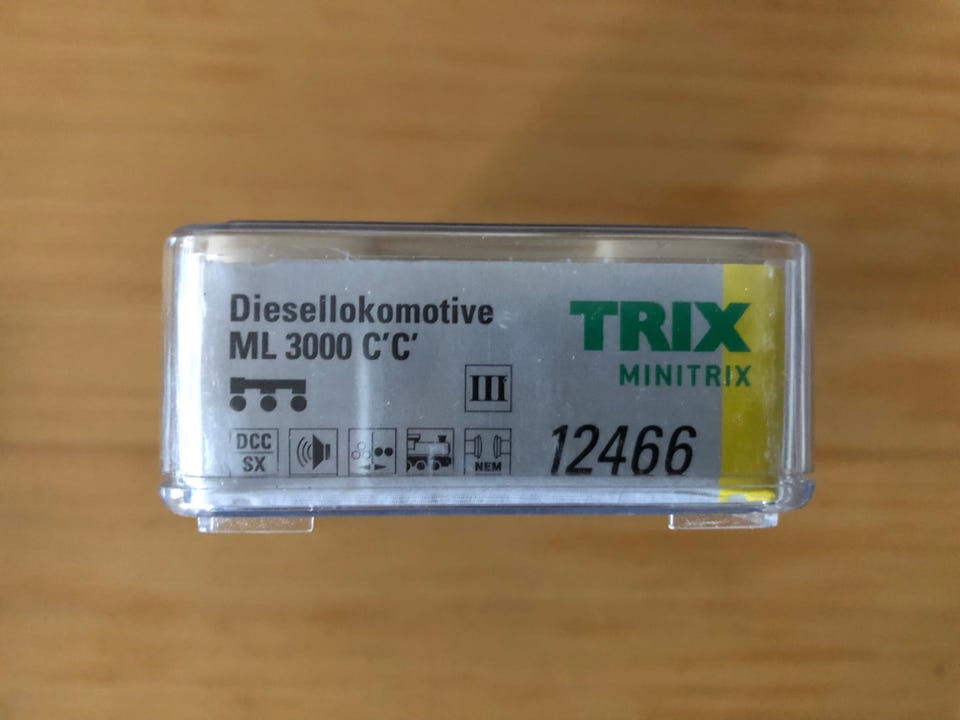 Diesellokomotive
ML 3000 C'C'
TRIX
MINITRIX
III
DCC
SX
NEM
12466